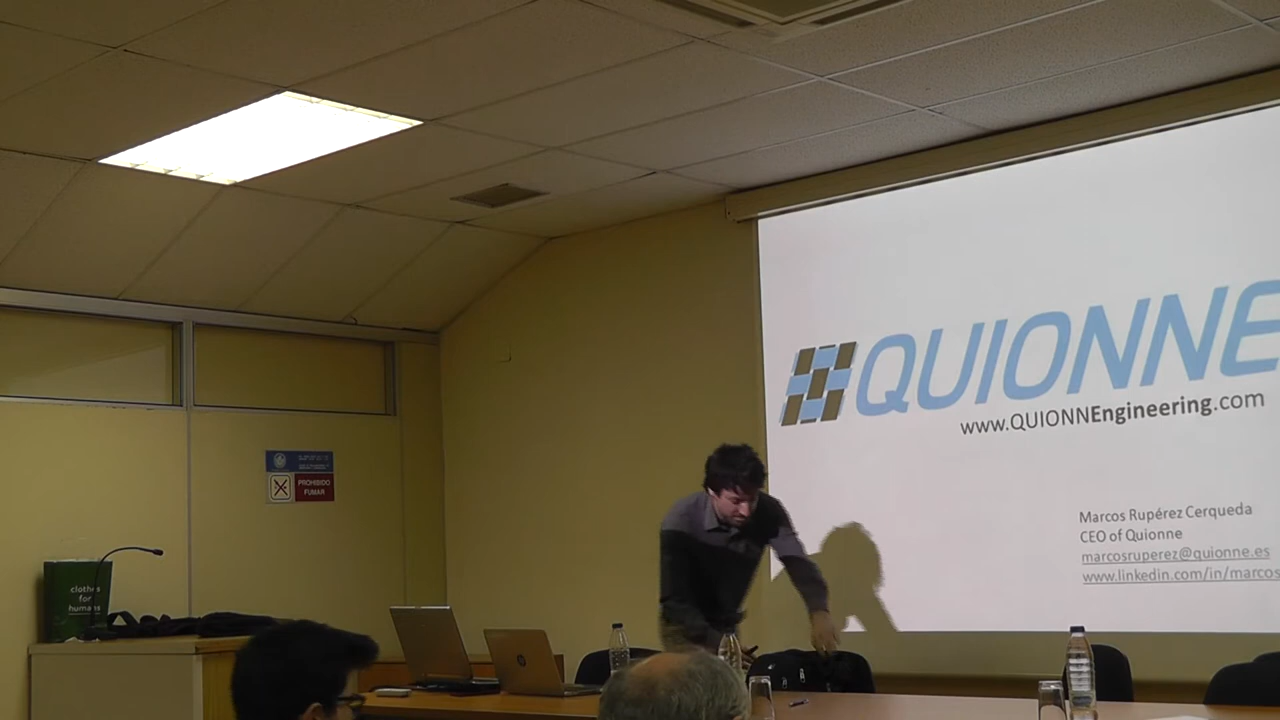 QUIONNE
www.QUIONNEngineering.com
Marcos Rupérez Cerqueda
CEO of Quionne
marcosruperez@quionne.es
www.linkedin.com/in/marcos
PROHIBIDO
FUMAR
clothes
for
humans
hp